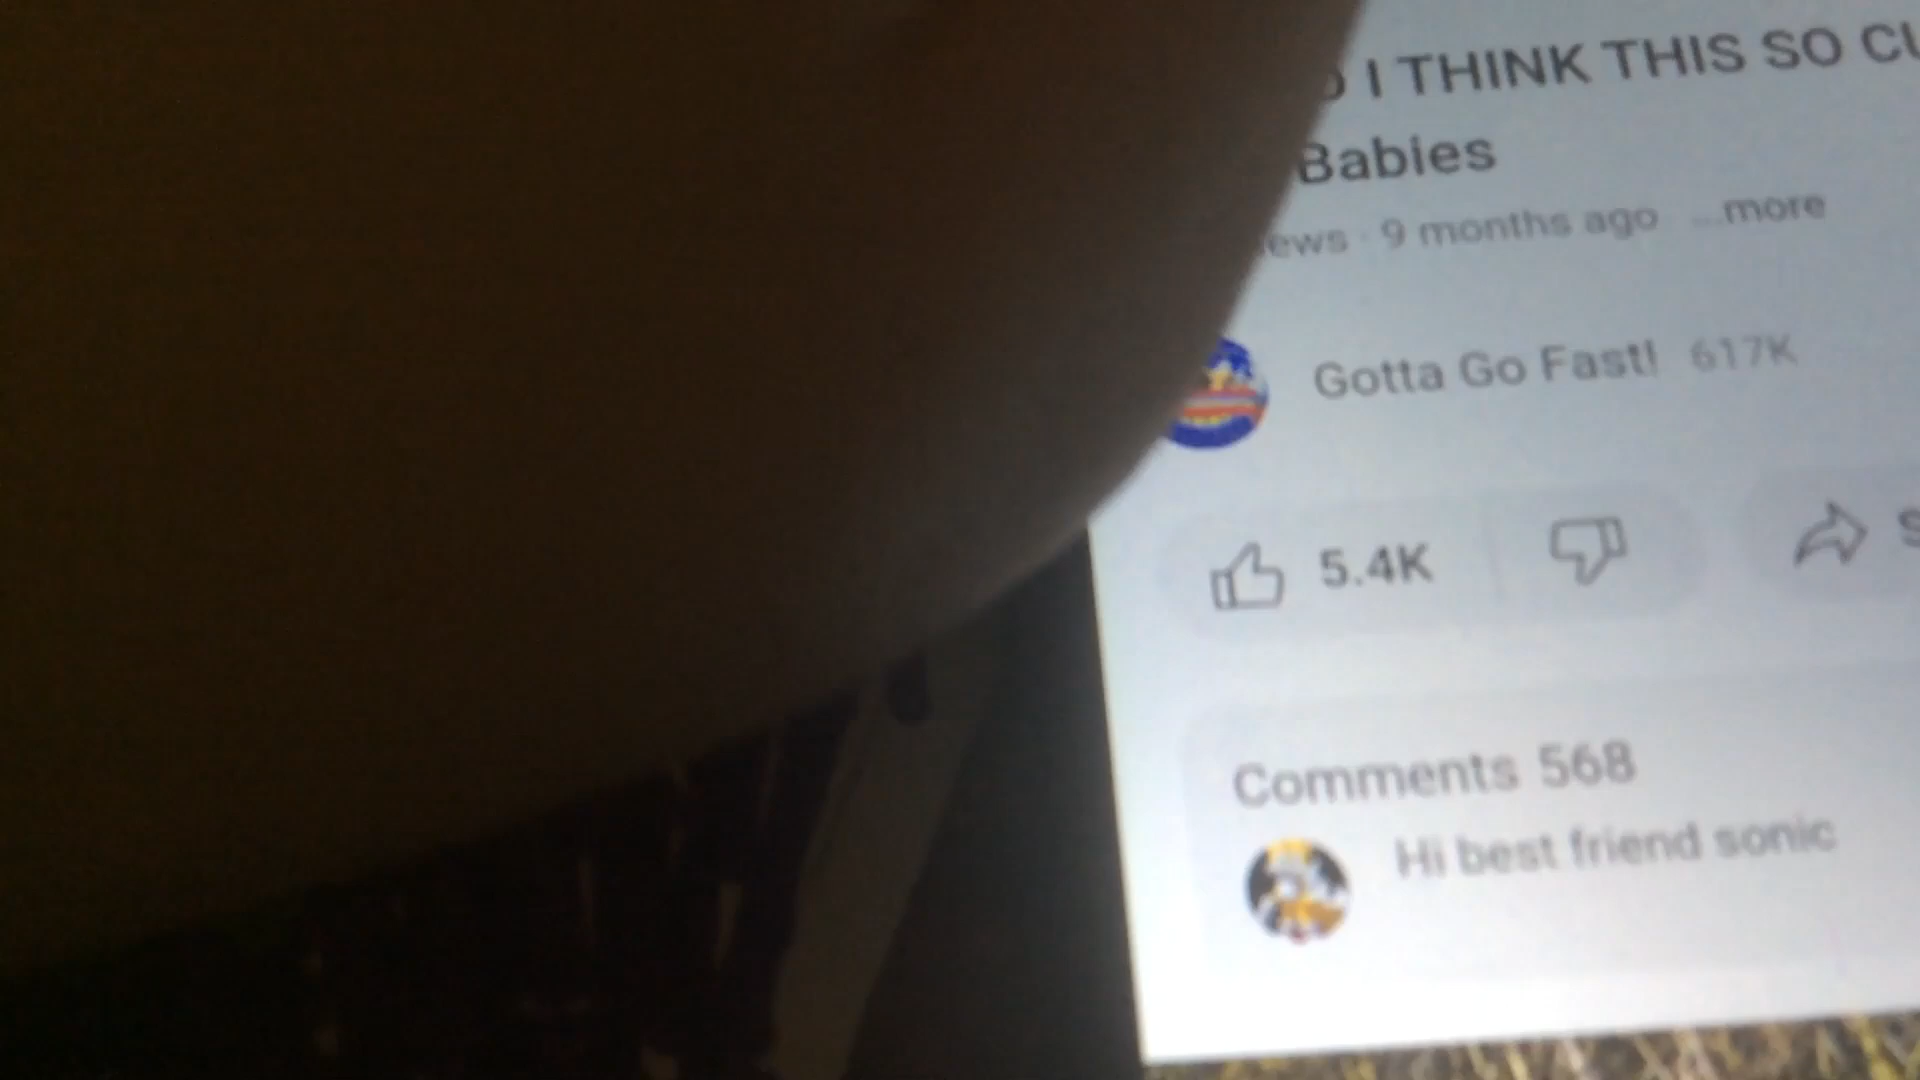 I THINK THIS SO
Babies
9 months ago ...more
Gotta Go Fast! 617K
5.4K
Comments 568
Hi best friend sonic